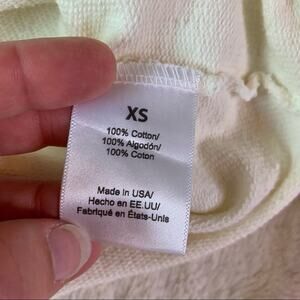 XS
100% Cotton/
100% Algodón/
100% Coton
Made in USA/
Hecho en EE.UU/
Fabriqué en États-Unis